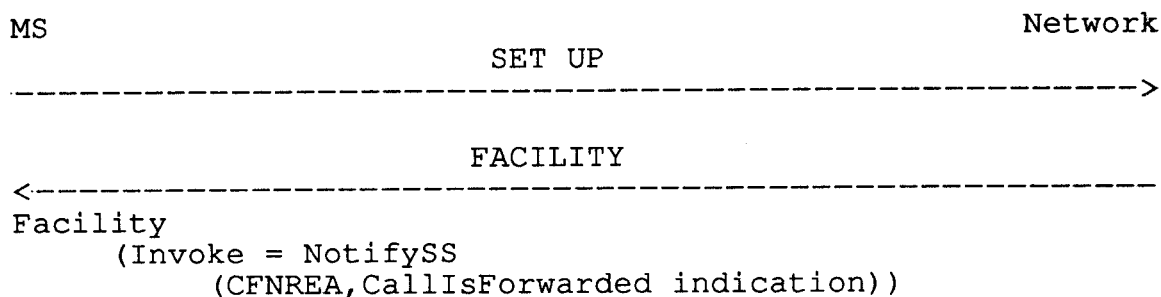 MS Network
SET UP
------------------------------------------------------------>
FACILITY
<------------------------------------------------------------
Facility
(Invoke = NotifySS
(CFNREA,CallIsForwarded indication))